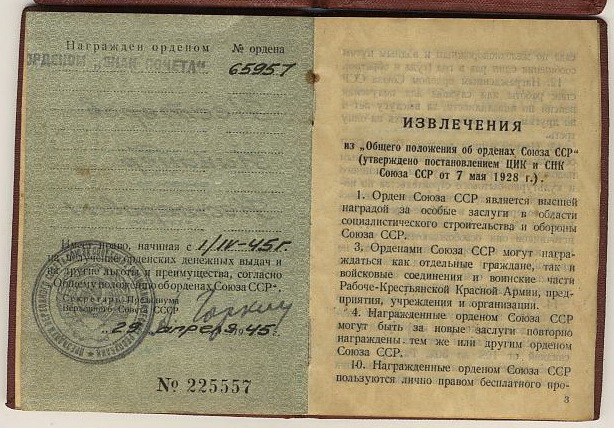 Награжден орденом № ордена
ОРДЕНОМ „ЗНАК ПОЧЕТА“ 65957
Имеет право, начиная с 1/IV-45 г.
на получение орденских денежных выдач и
на другие льготы и преимущества, согласно
„Общему положению об орденах Союза ССР“.
Секретарь Президиума
Верховного Совета СССР
Горкин
„29“ апреля 1945 г.
№ 225557
ИЗВЛЕЧЕНИЯ
из „Общего положения об орденах Союза ССР“
(утверждено постановлением ЦИК и СНК
Союза ССР от 7 мая 1928 г.).
1. Орден Союза ССР является высшей
наградой за особые заслуги в области
социалистического строительства и обороны
Союза ССР.
3. Орденами Союза ССР могут награ-
ждаться как отдельные граждане, так и
войсковые соединения и воинские части
Рабоче-Крестьянской Красной Армии, пред-
приятия, учреждения и организации.
4. Награжденные орденом Союза ССР
могут быть за новые заслуги повторно
награждены тем же или другим орденом
Союза ССР.
10. Награжденные орденом Союза ССР
пользуются лично правом бесплатного про-
3